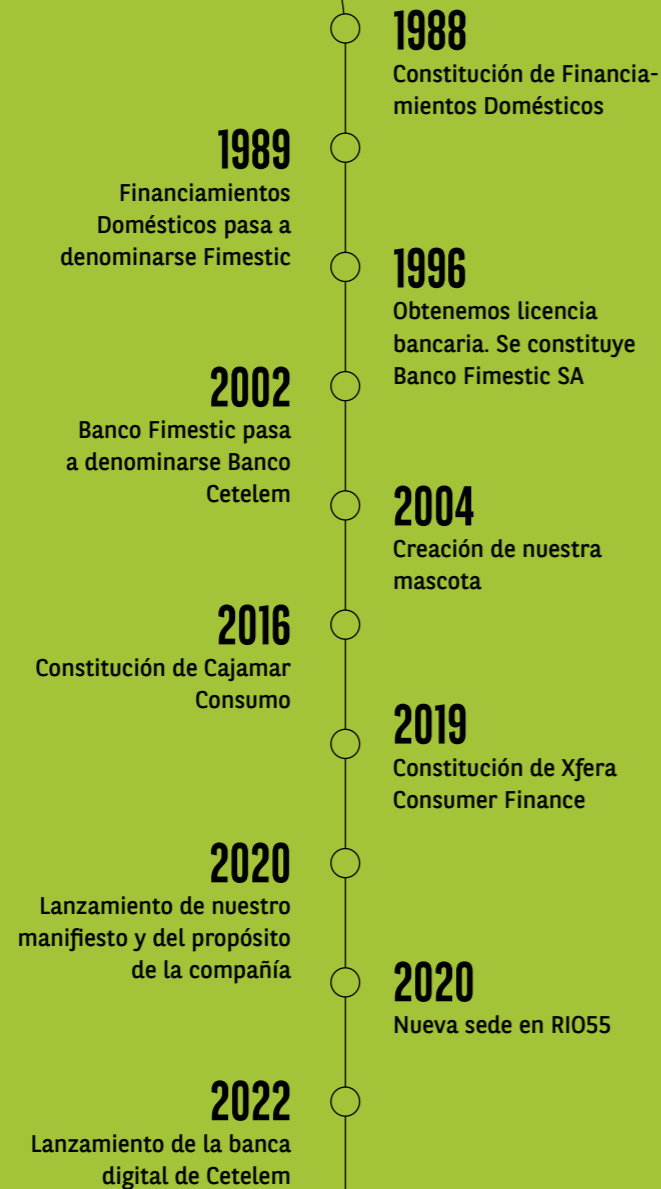 1988
Constitución de Financia-
mientos Domésticos
1989
Financiamientos
Domésticos pasa a
denominarse Fimestic
1996
Obtenemos licencia
bancaria. Se constituye
Banco Fimestic SA
2002
Banco Fimestic pasa
a denominarse Banco
Cetelem
2004
Creación de nuestra
mascota
2016
Constitución de Cajamar
Consumo
2019
Constitución de Xfera
Consumer Finance
2020
Lanzamiento de nuestro
manifiesto y del propósito
de la compañía
2020
Nueva sede en RIO55
2022
Lanzamiento de la banca
digital de Cetelem